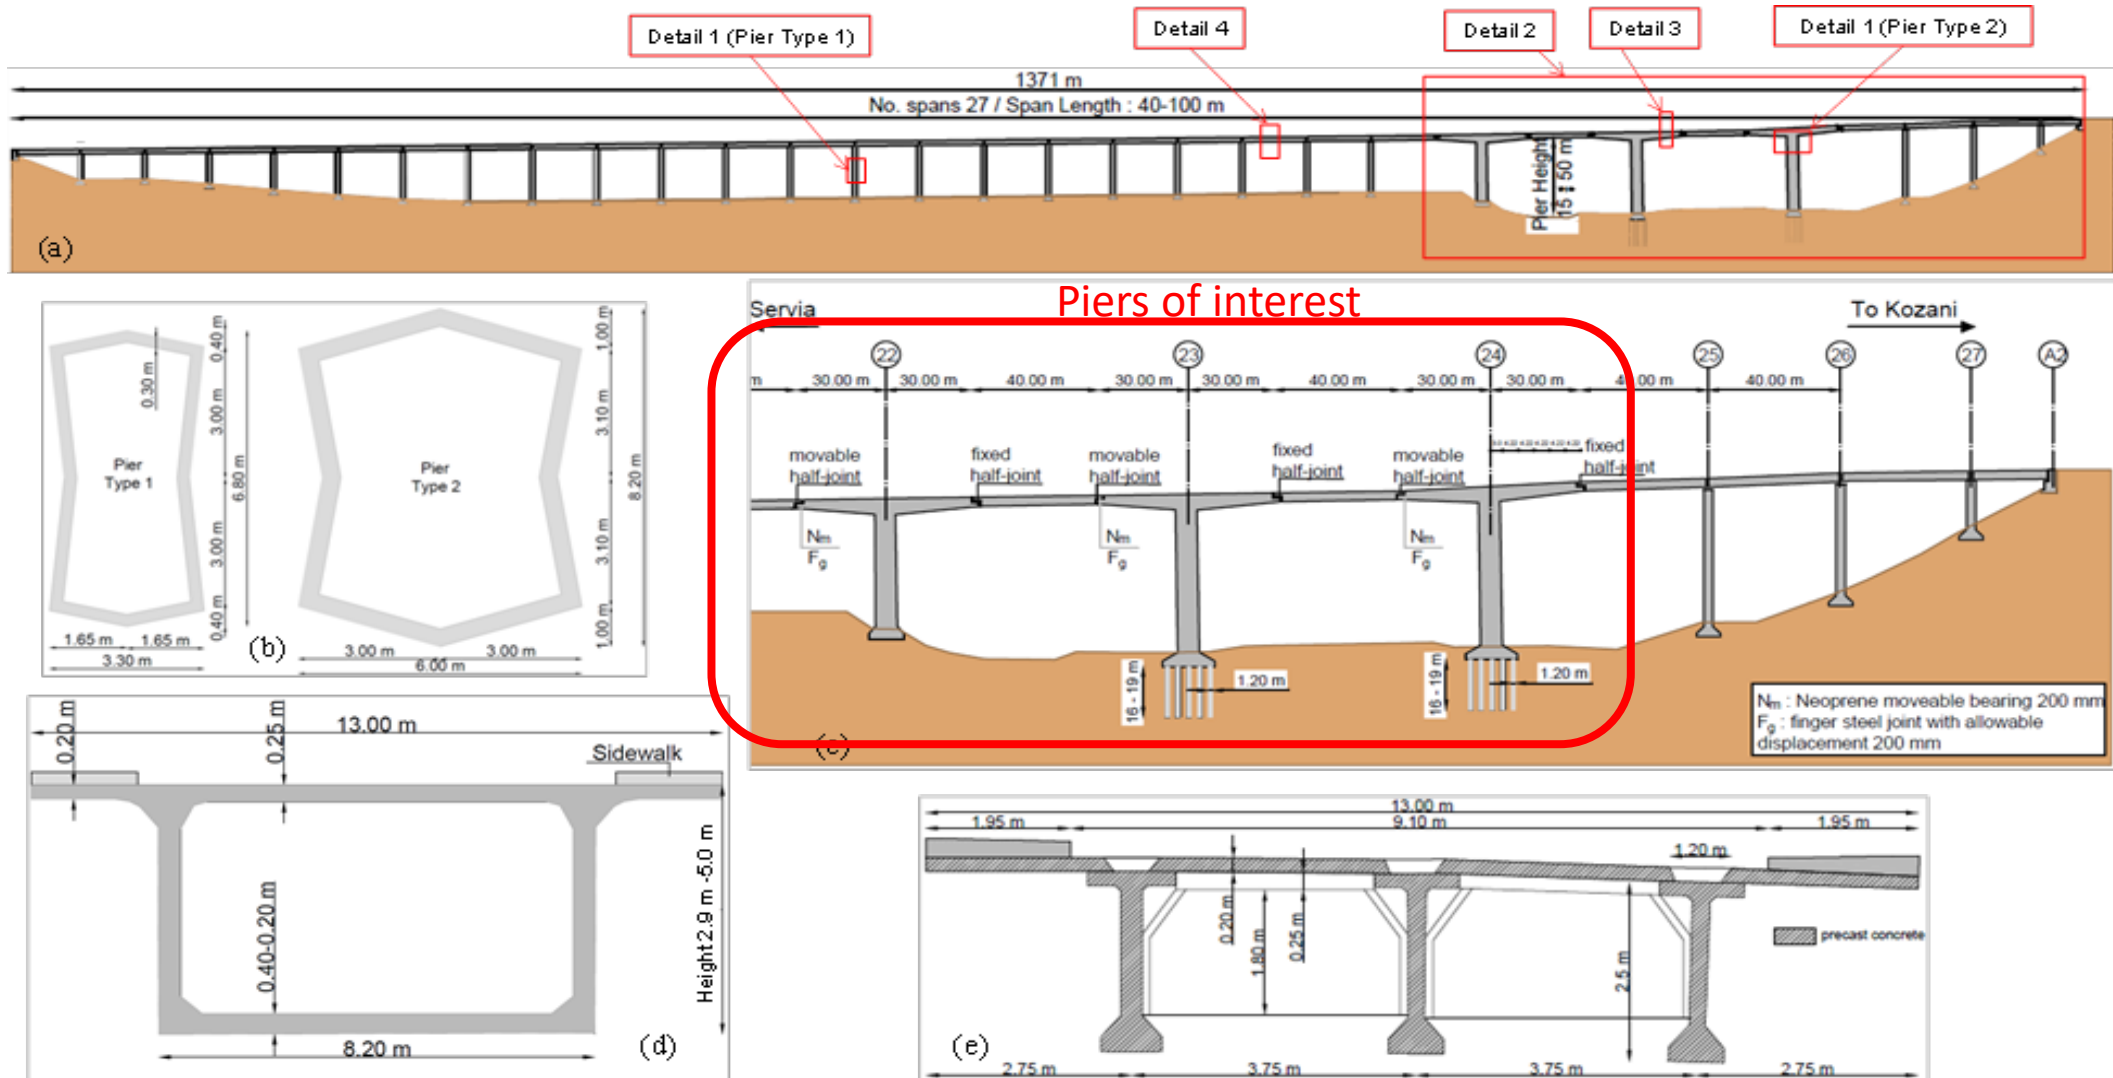 Detail 1 (Pier Type 1)
Detail 4
Detail 2
Detail 3
Detail 1 (Pier Type 2)
1371 m
No. spans 27 / Span Length : 40-100 m
Pier Height
15 50 m
(a)
0.30 m
0.40 m
3.00 m
3.00 m
0.40 m
6.80 m
Pier
Type 1
1.65 m
1.65 m
3.30 m
(b)
Pier
Type 2
1.00 m
3.10 m
3.10 m
1.00 m
8.20 m
3.00 m
3.00 m
6.00 m
Piers of interest
Servia
To Kozani
22
23
24
25
26
27
A2
m
30.00 m
30.00 m
40.00 m
30.00 m
30.00 m
40.00 m
30.00 m
30.00 m
40.00 m
40.00 m
movable
half-joint
fixed
half-joint
movable
half-joint
fixed
half-joint
movable
half-joint
fixed
half-joint
Nm
Fg
Nm
Fg
Nm
Fg
16 - 19 m
1.20 m
16 - 19 m
1.20 m
(c)
Nm : Neoprene moveable bearing 200 mm
Fg : finger steel joint with allowable
displacement 200 mm
0.20 m
0.25 m
13.00 m
Sidewalk
0.40-0.20 m
Height 2.9 m -5.0 m
8.20 m
(d)
13.00 m
1.95 m
9.10 m
1.95 m
1.20 m
0.20 m
1.80 m
0.25 m
2.5 m
precast concrete
(e)
2.75 m
3.75 m
3.75 m
2.75 m